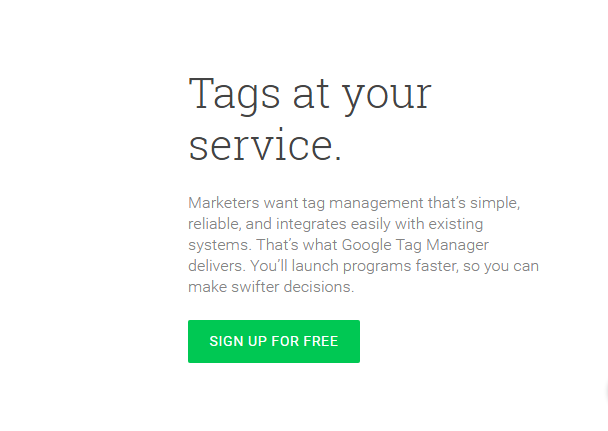 Tags at your
service.
Marketers want tag management that's simple,
reliable, and integrates easily with existing
systems. That's what Google Tag Manager
delivers. You'll launch programs faster, so you can
make swifter decisions.
SIGN UP FOR FREE